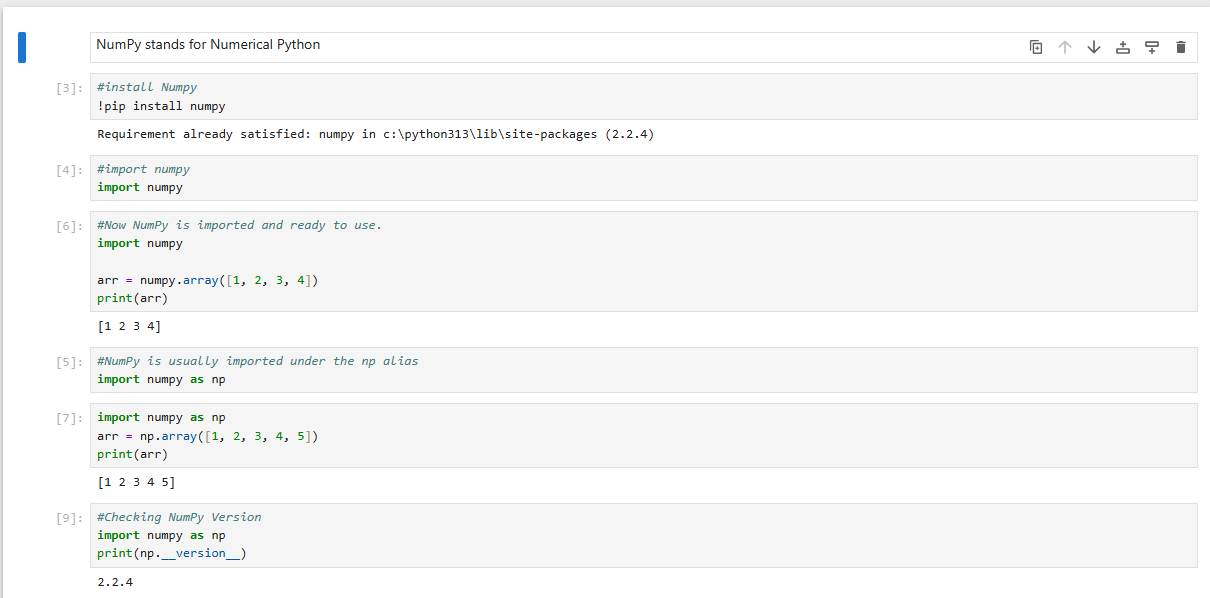 NumPy stands for Numerical Python
[3]: #install Numpy
!pip install numpy
Requirement already satisfied: numpy in c:\python313\lib\site-packages (2.2.4)
[4]: #import numpy
import numpy
[6]: #Now NumPy is imported and ready to use.
import numpy
arr = numpy.array([1, 2, 3, 4])
print(arr)
[1 2 3 4]
[5]: #NumPy is usually imported under the np alias
import numpy as np
[7]: import numpy as np
arr = np.array([1, 2, 3, 4, 5])
print(arr)
[1 2 3 4 5]
[9]: #Checking NumPy Version
import numpy as np
print(np.__version__)
2.2.4